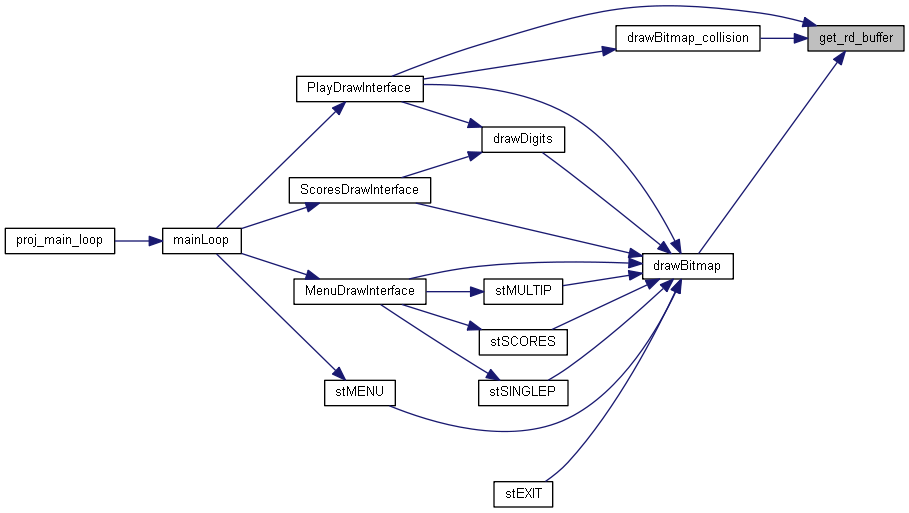 drawBitmap_collision
get_rd_buffer
PlayDrawInterface
drawDigits
ScoresDrawInterface
proj_main_loop
mainLoop
drawBitmap
MenuDrawInterface
stMULTIP
stSCORES
stMENU
stSINGLEP
stEXIT